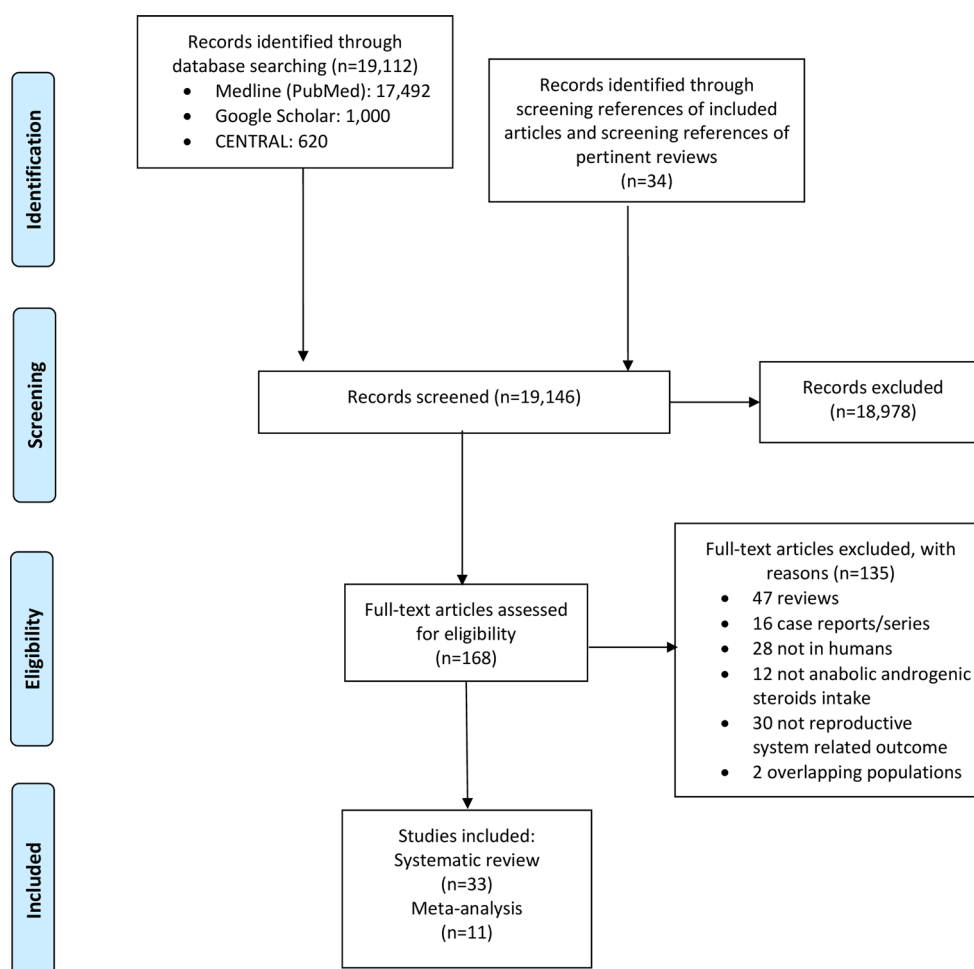 Identification
Records identified through
database searching (n=19,112)
• Medline (PubMed): 17,492
• Google Scholar: 1,000
• CENTRAL: 620
Records identified through
screening references of included
articles and screening references of
pertinent reviews
(n=34)
Screening
Records screened (n=19,146)
Records excluded
(n=18,978)
Eligibility
Full-text articles assessed
for eligibility
(n=168)
Full-text articles excluded, with
reasons (n=135)
• 47 reviews
• 16 case reports/series
• 28 not in humans
• 12 not anabolic androgenic
steroids intake
• 30 not reproductive
system related outcome
• 2 overlapping populations
Included
Studies included:
Systematic review
(n=33)
Meta-analysis
(n=11)